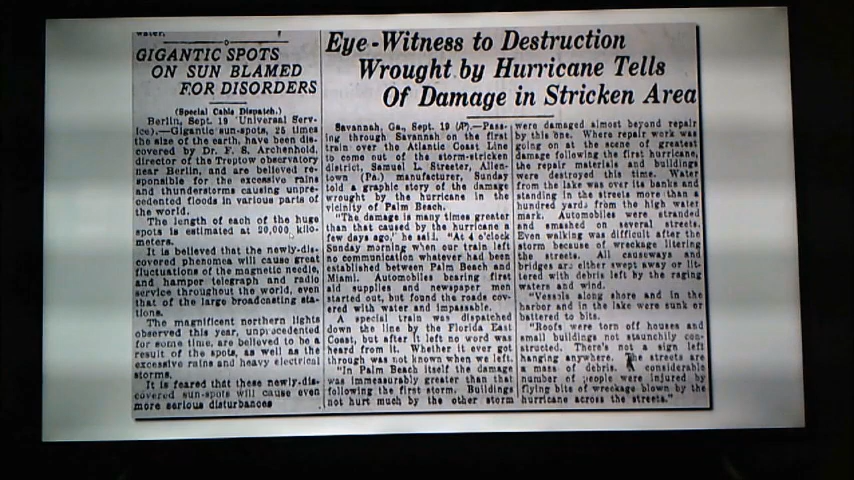 water.
GIGANTIC SPOTS
ON SUN BLAMED
FOR DISORDERS
(Special Cable Dispatch.)
Berlin, Sept. 19 (Universal Serv-
ice).—Gigantic sun-spots, 25 times
the size of the earth, have been dis-
covered by Dr. F. S. Archenhold,
director of the Treptow observatory
near Berlin, and are believed re-
sponsible for the excessive rains
and thunderstorms causing unpre-
cedented floods in various parts of
the world.
The length of each of the huge
spots is estimated at 20,000 kilo-
meters.
It is believed that the newly-dis-
covered phenomea will cause great
fluctuations of the magnetic needle,
and hamper telegraph and radio
service throughout the world, even
that of the large broadcasting sta-
tions.
The magnificent northern lights
observed this year, unprecedented
for some time, are believed to be a
result of the spots, as well as the
excessive rains and heavy electrical
storms.
It is feared that these newly-dis-
covered sun-spots will cause even
more serious disturbances
Eye-Witness to Destruction
Wrought by Hurricane Tells
Of Damage in Stricken Area
Savannah, Ga., Sept. 19 (AP).—Pass-
ing through Savannah on the first
train over the Atlantic Coast Line
to come out of the storm-stricken
district, Samuel L. Streeter, Allen-
town (Pa.) manufacturer, Sunday
told a graphic story of the damage
wrought by the hurricane in the
vicinity of Palm Beach.
"The damage is many times greater
than that caused by the hurricane a
few days ago," he said. "At 4 o'clock
Sunday morning when our train left
no communication whatever had been
established between Palm Beach and
Miami. Automobiles bearing first
aid supplies and newspaper men
started out, but found the roads cov-
ered with water and impassable.
A special train was dispatched
down the line by the Florida East
Coast, but after it left no word was
heard from it. Whether it ever got
through was not known when we left.
"In Palm Beach itself the damage
was immeasurably greater than that
following the first storm. Buildings
not hurt much by the other storm
were damaged almost beyond repair
by this one. Where repair work was
going on at the scene of greatest
damage following the first hurricane,
the repair materials and buildings
were destroyed this time. Water
from the lake was over its banks and
standing in the streets more than a
hundred yards from the high water
mark. Automobiles were stranded
and smashed on several streets.
Even walking was difficult after the
storm because of wreckage littering
the streets. All causeways and
bridges are either swept away or lit-
tered with debris left by the raging
waters and wind.
"Vessels along shore and in the
harbor and in the lake were sunk or
battered to bits.
"Roofs were torn off houses and
small buildings not staunchly con-
structed. There's not a sign left
hanging anywhere. The streets are
a mass of debris. A considerable
number of people were injured by
flying bits of wreckage blown by the
hurricane across the streets."